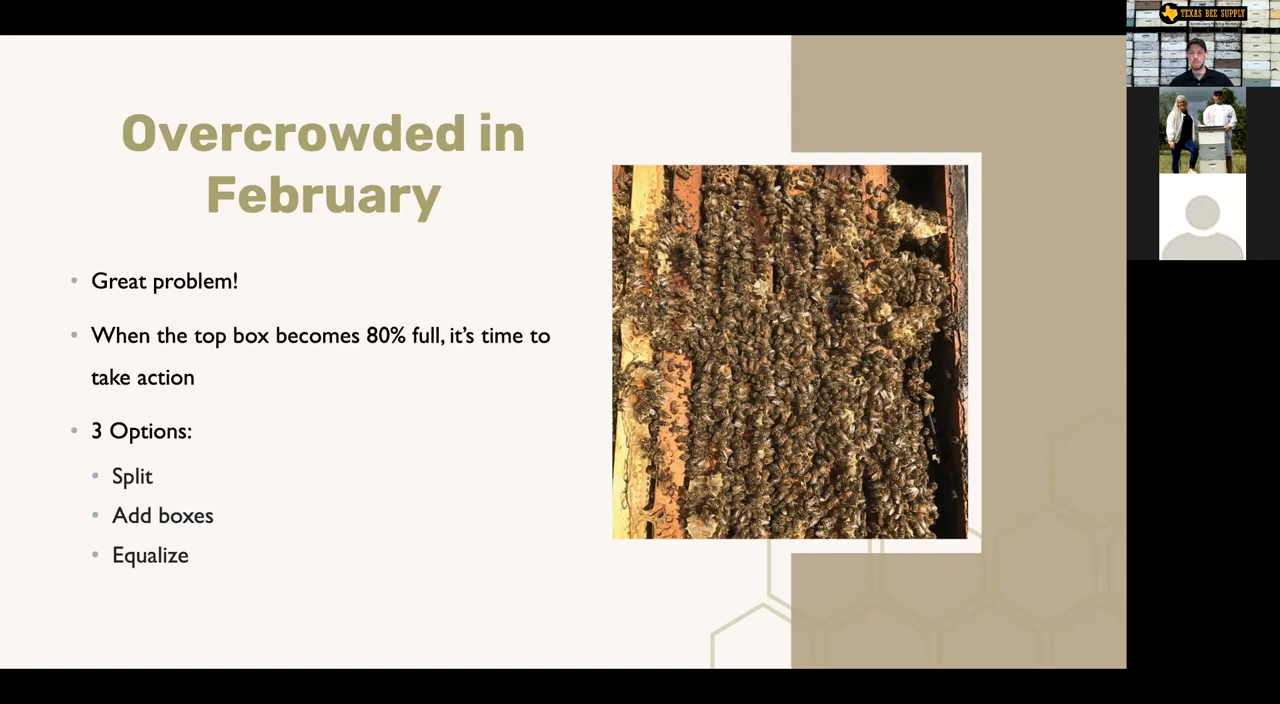 Overcrowded in
February
• Great problem!
• When the top box becomes 80% full, it’s time to
take action
• 3 Options:
• Split
• Add boxes
• Equalize
TEXAS BEE SUPPLY